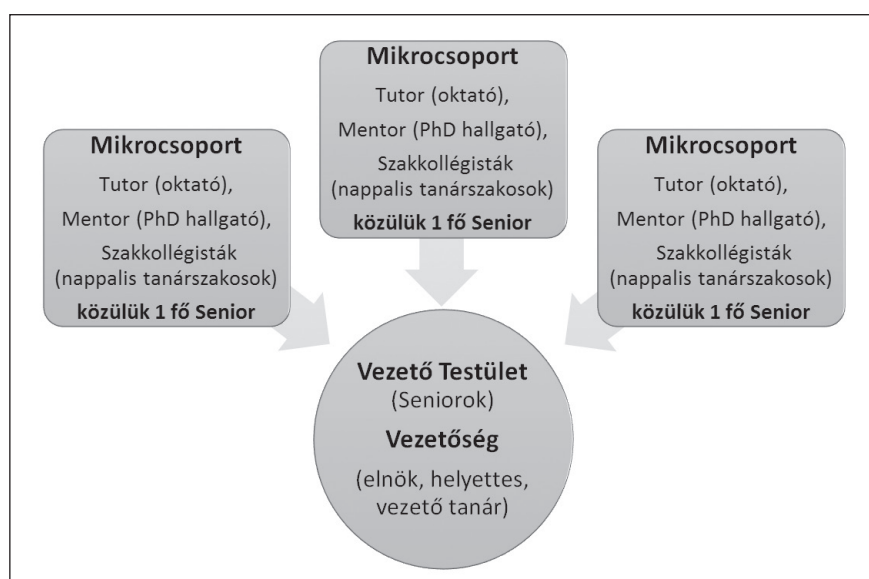 Mikrocsoport
Tutor (oktató),
Mentor (PhD hallgató),
Szakkollégisták
(nappalis tanárszakosok)
közülük 1 fő Senior
Mikrocsoport
Tutor (oktató),
Mentor (PhD hallgató),
Szakkollégisták
(nappalis tanárszakosok)
közülük 1 fő Senior
Mikrocsoport
Tutor (oktató),
Mentor (PhD hallgató),
Szakkollégisták
(nappalis tanárszakosok)
közülük 1 fő Senior
Vezető Testület
(Seniorok)
Vezetőség
(elnök, helyettes,
vezető tanár)